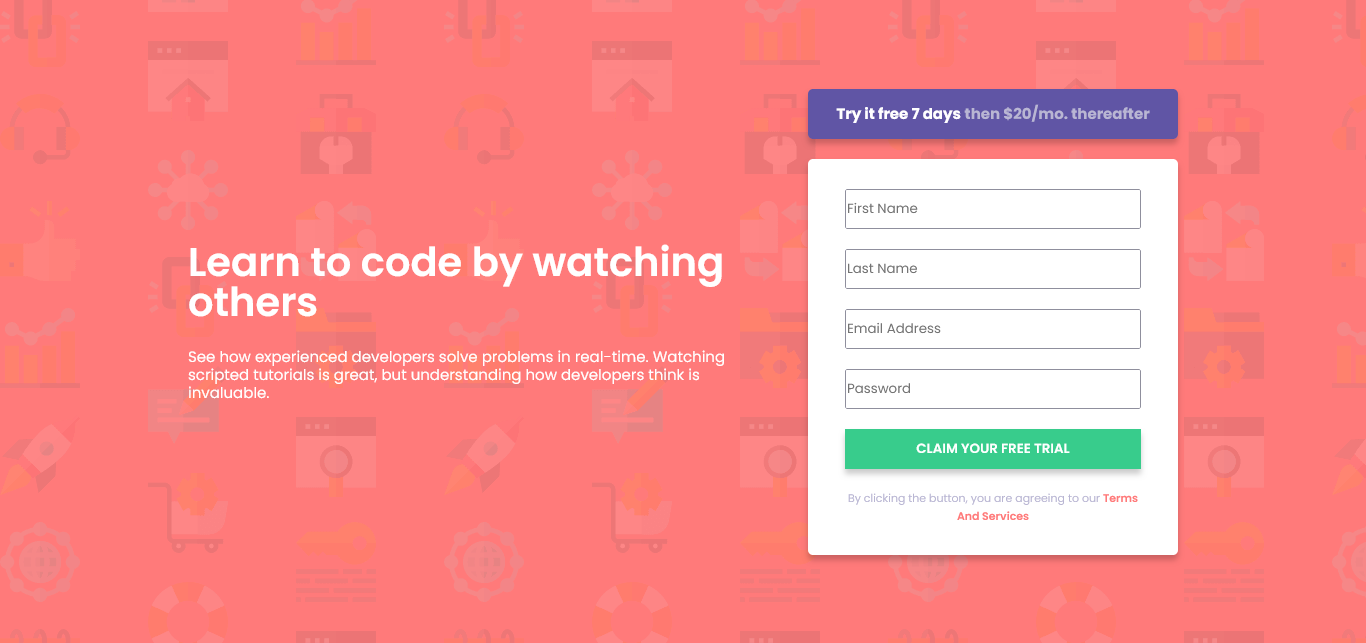 Learn to code by watching
others
See how experienced developers solve problems in real-time. Watching
scripted tutorials is great, but understanding how developers think is
invaluable.
Try it free 7 days then $20/mo. thereafter
First Name
Last Name
Email Address
Password
CLAIM YOUR FREE TRIAL
By clicking the button, you are agreeing to our Terms
And Services